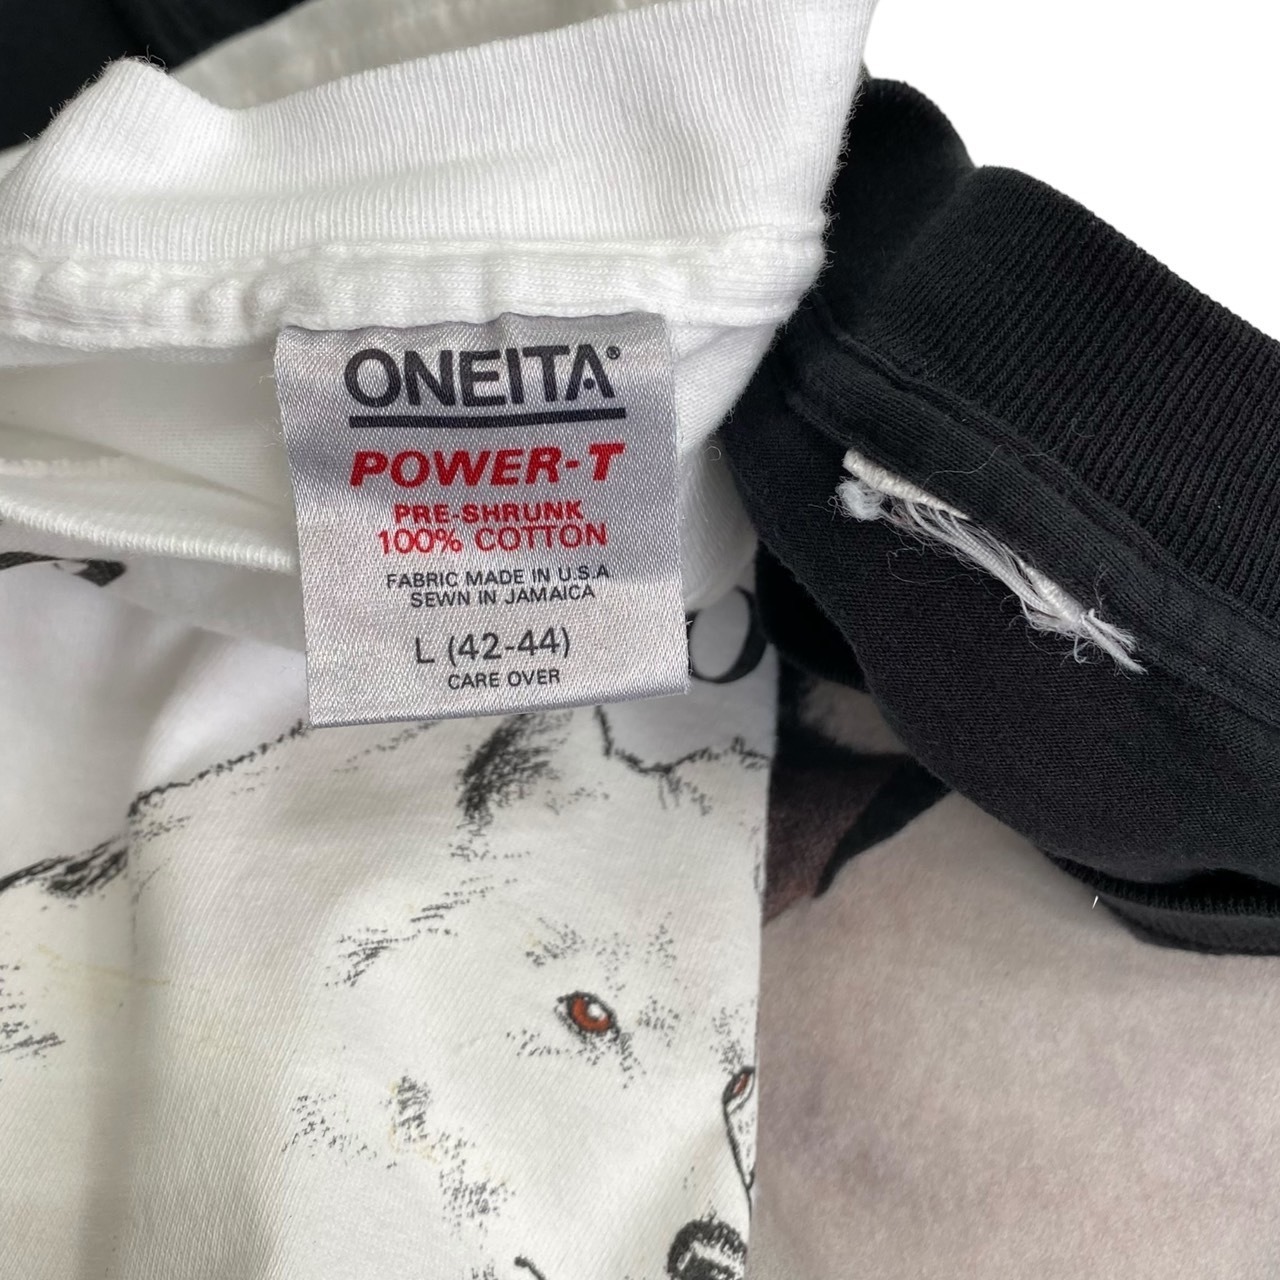 ONEITA®
POWER-T
PRE-SHRUNK
100% COTTON
FABRIC MADE IN U.S.A
SEWN IN JAMAICA
L (42-44)
CARE OVER